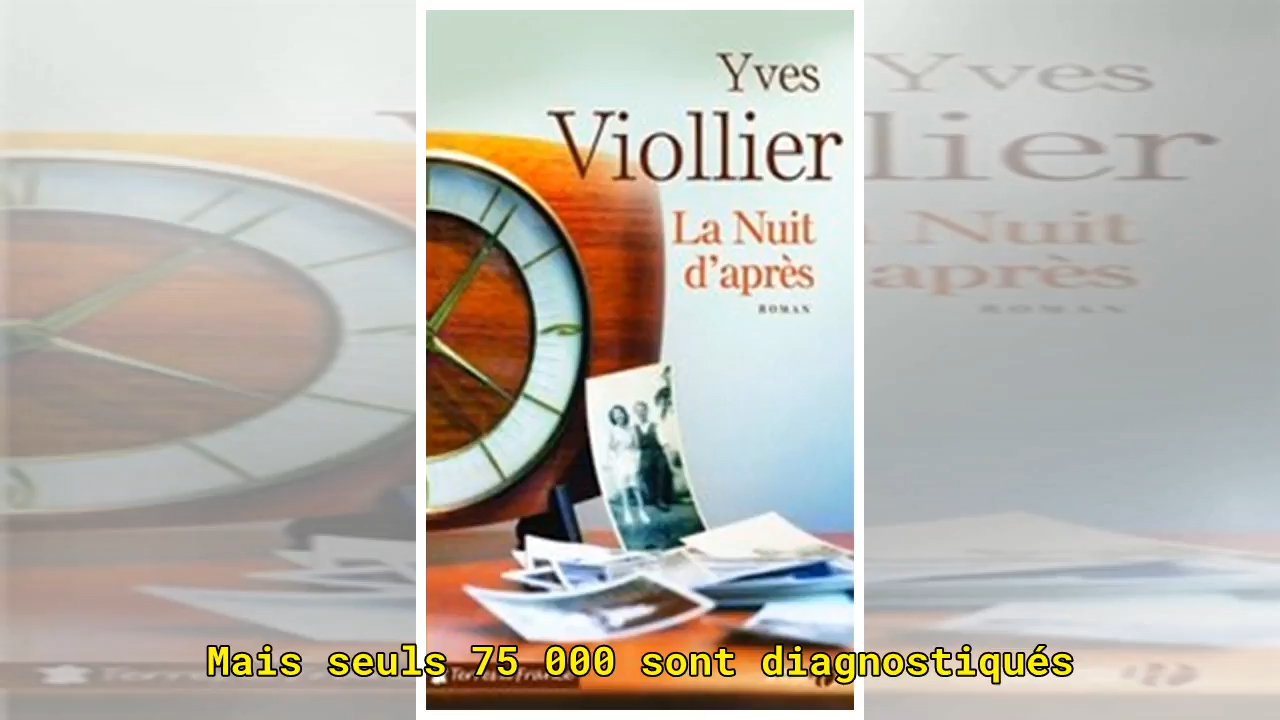 Yves
Viollier
La Nuit
d'après
ROMAN
Mais seuls 75 000 sont diagnostiqués